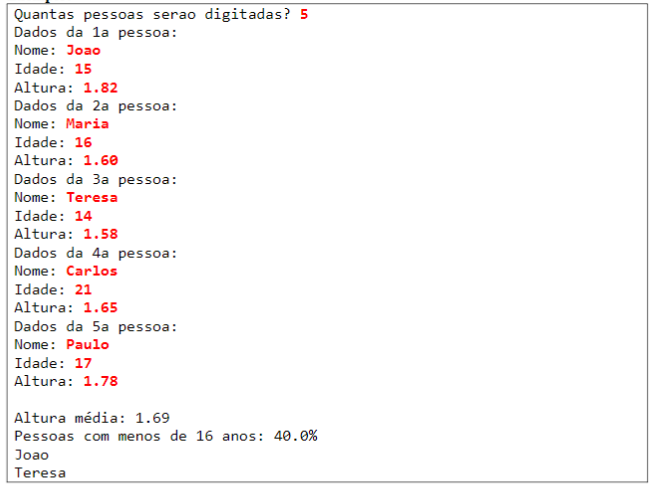 Quantas pessoas serao digitadas? 5
Dados da 1a pessoa:
Nome: Joao
Idade: 15
Altura: 1.82
Dados da 2a pessoa:
Nome: Maria
Idade: 16
Altura: 1.60
Dados da 3a pessoa:
Nome: Teresa
Idade: 14
Altura: 1.58
Dados da 4a pessoa:
Nome: Carlos
Idade: 21
Altura: 1.65
Dados da 5a pessoa:
Nome: Paulo
Idade: 17
Altura: 1.78
Altura média: 1.69
Pessoas com menos de 16 anos: 40.0%
Joao
Teresa